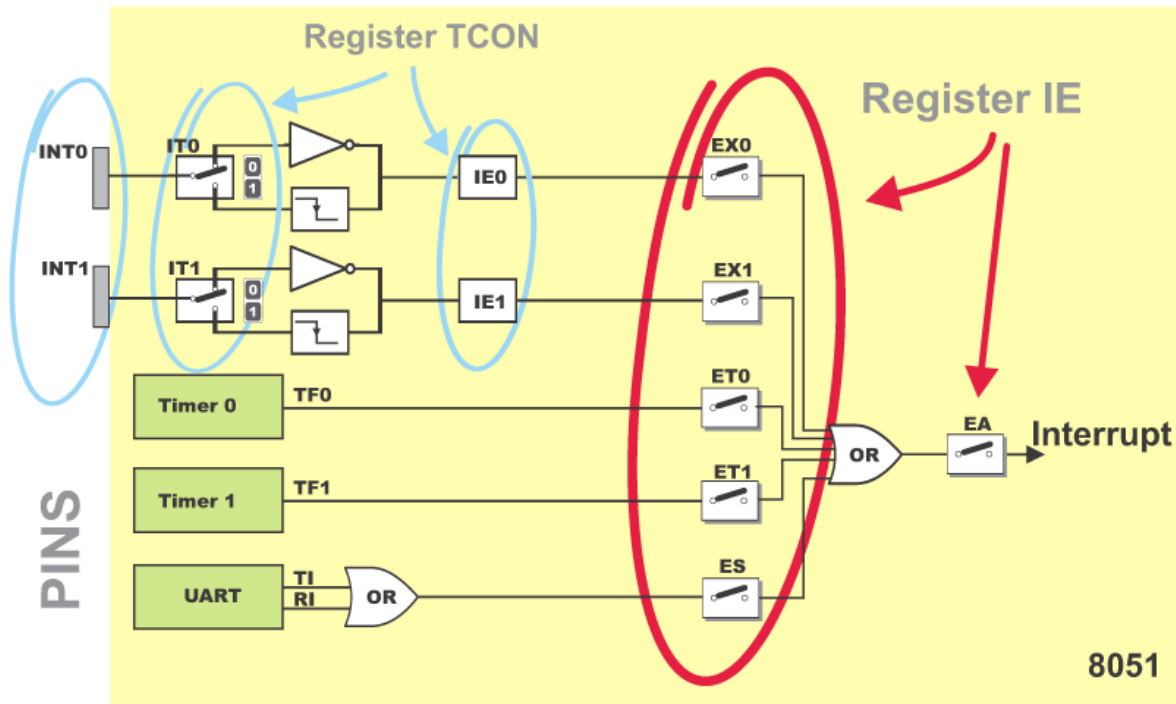 Register TCON
Register IE
INT0
IT0
0
1
IE0
EX0
INT1
IT1
0
1
IE1
EX1
Timer 0
TF0
ET0
OR
EA
Interrupt
Timer 1
TF1
ET1
PINS
UART
TI
RI
OR
ES
8051